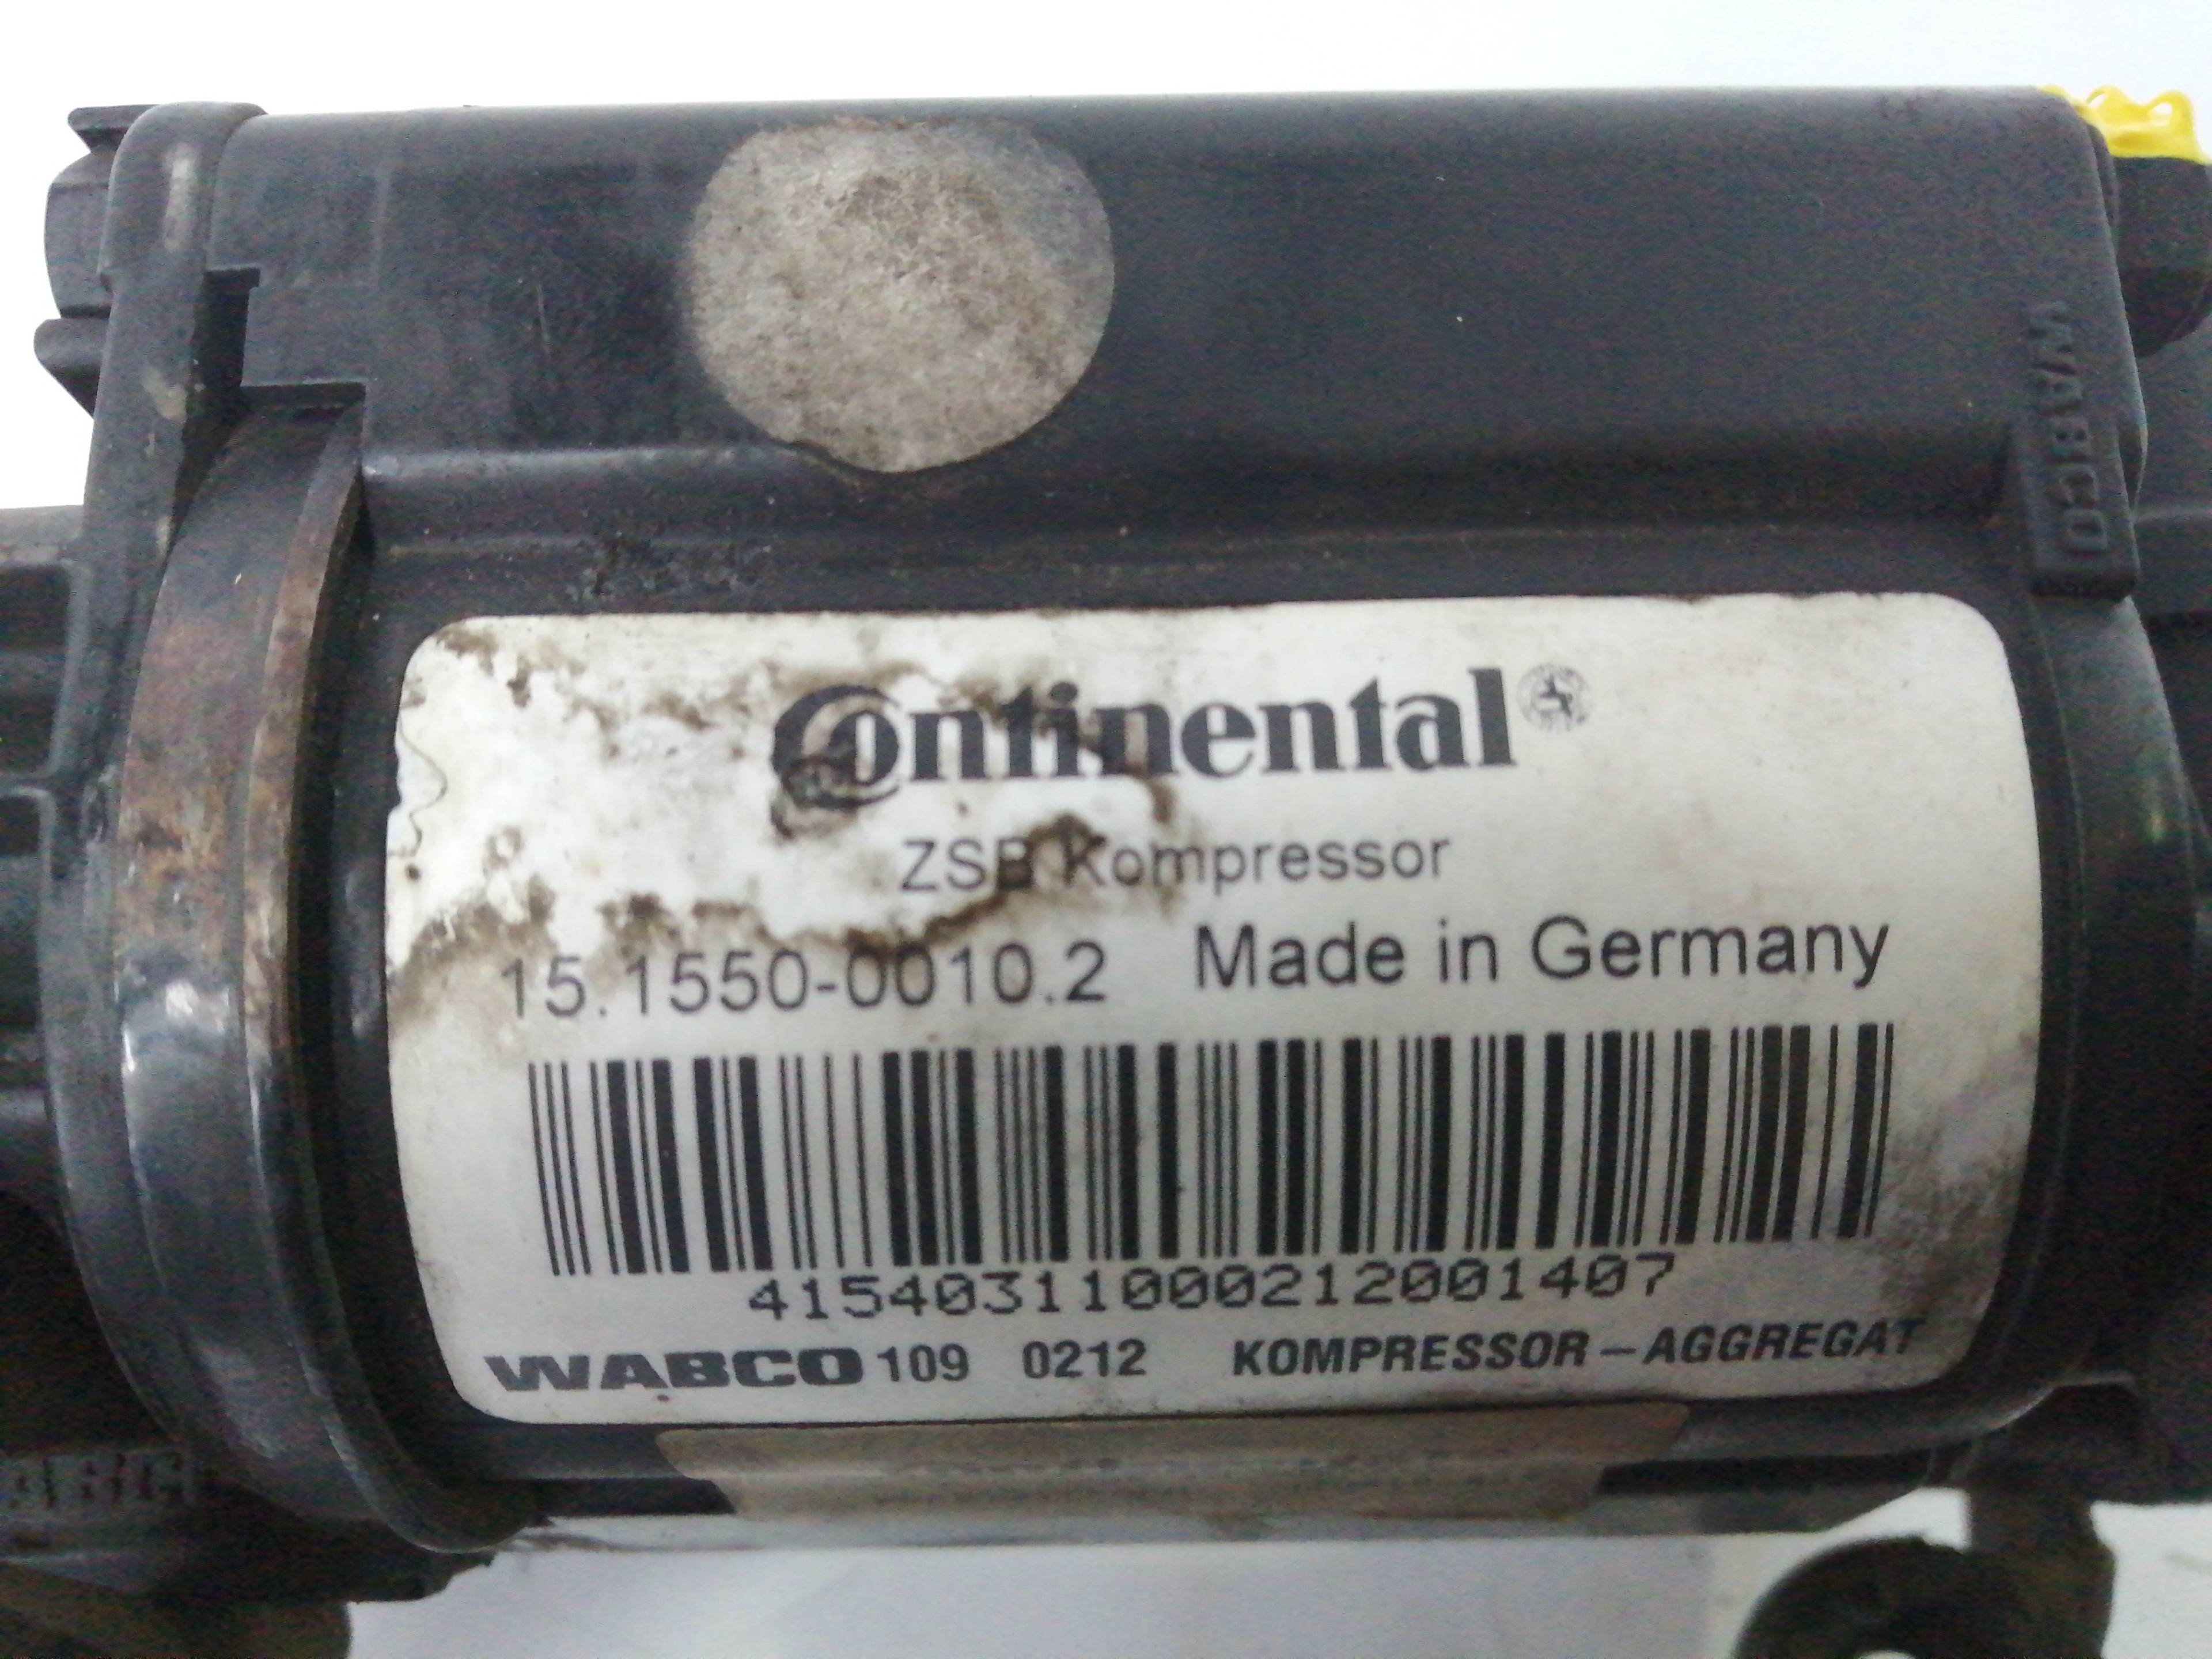 WABCO
Continental
ZSB Kompressor
15.1550-0010.2 Made in Germany
41540311000212001407
WABCO 109 0212 KOMPRESSOR-AGGREGAT